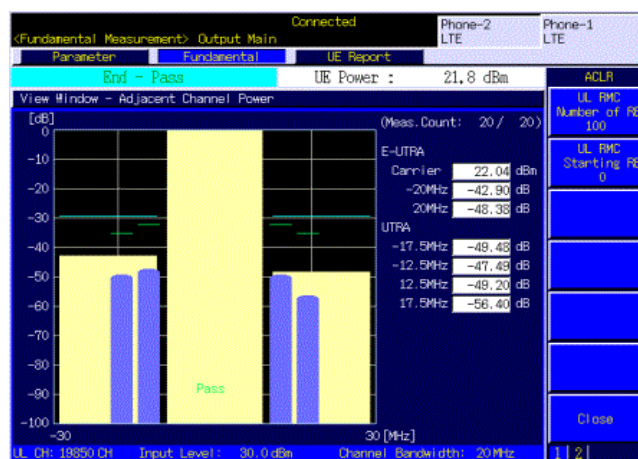 Connected
Phone-2
LTE
Phone-1
LTE
<Fundamental Measurement> Output Main
Parameter
Fundamental
UE Report
End - Pass
UE Power : 21.8 dBm
ACLR
View Window - Adjacent Channel Power
UL RMC
Number of RB
100
UL RMC
Starting RB
0
Close
1 2
[dB]
(Meas.Count: 20/ 20)
0
-10
-20
-30
-40
-50
-60
-70
-80
-90
-100
E-UTRA
Carrier 22.04 dBm
-20MHz -42.90 dB
20MHz -48.38 dB
UTRA
-17.5MHz -49.48 dB
-12.5MHz -47.49 dB
12.5MHz -49.20 dB
17.5MHz -56.40 dB
Pass
-30
30 [MHz]
UL CH: 19850 CH Input Level: 30.0 dBm Channel Bandwidth: 20 MHz